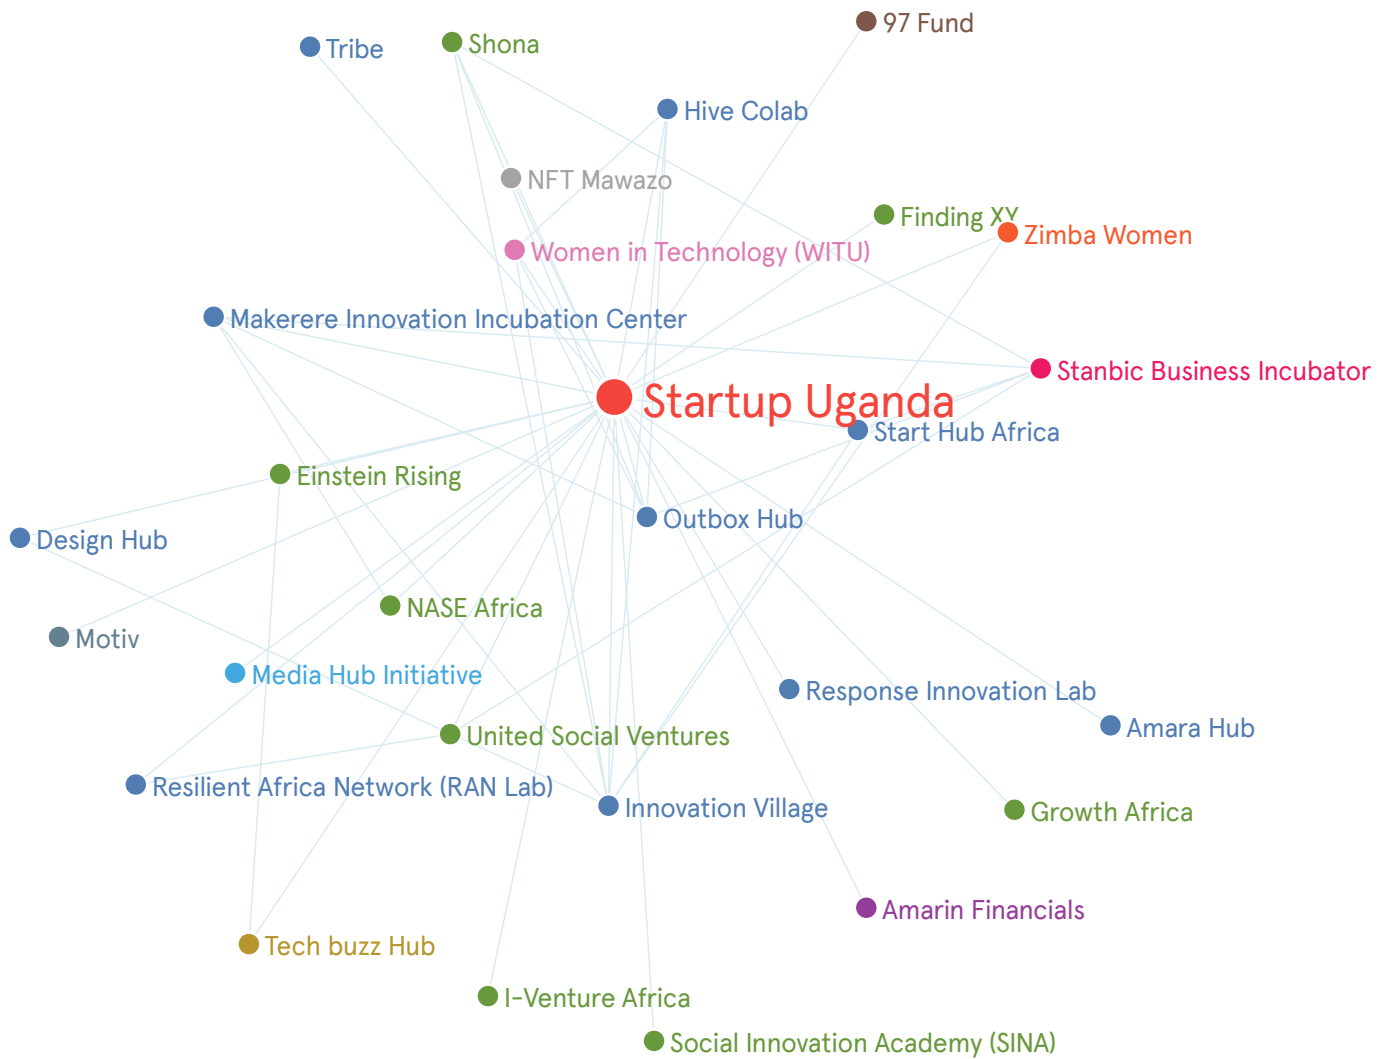 97 Fund
Tribe
Shona
Hive Colab
NFT Mawazo
Finding XY
Zimba Women
Women in Technology (WITU)
Makerere Innovation Incubation Center
Stanbic Business Incubator
Startup Uganda
Start Hub Africa
Einstein Rising
Outbox Hub
Design Hub
NASE Africa
Motiv
Media Hub Initiative
Response Innovation Lab
Amara Hub
United Social Ventures
Resilient Africa Network (RAN Lab)
Innovation Village
Growth Africa
Amarin Financials
Tech buzz Hub
I-Venture Africa
Social Innovation Academy (SINA)